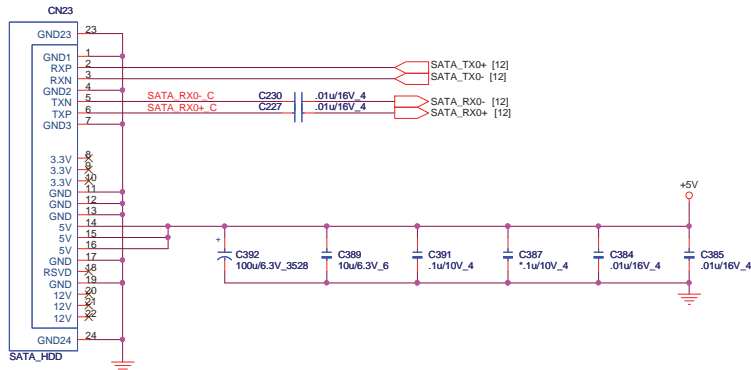 CN23
GND23 23
GND1 1
RXP 2 SATA_TX0+ [12]
RXN 3 SATA_TX0- [12]
GND2 4
TXN 5 SATA_RX0-_C C230 .01u/16V_4 SATA_RX0- [12]
TXP 6 SATA_RX0+_C C227 .01u/16V_4 SATA_RX0+ [12]
GND3 7
3.3V 8
3.3V 9
3.3V 10
GND 11
GND 12
GND 13
5V 14
5V 15
5V 16
GND 17
RSVD 18
GND 19
12V 20
12V 21
12V 22
GND24 24
SATA_HDD
+5V
+
C392 C389 C391 C387 C384 C385
100u/6.3V_3528 10u/6.3V_6 .1u/10V_4 *.1u/10V_4 .01u/16V_4 .01u/16V_4